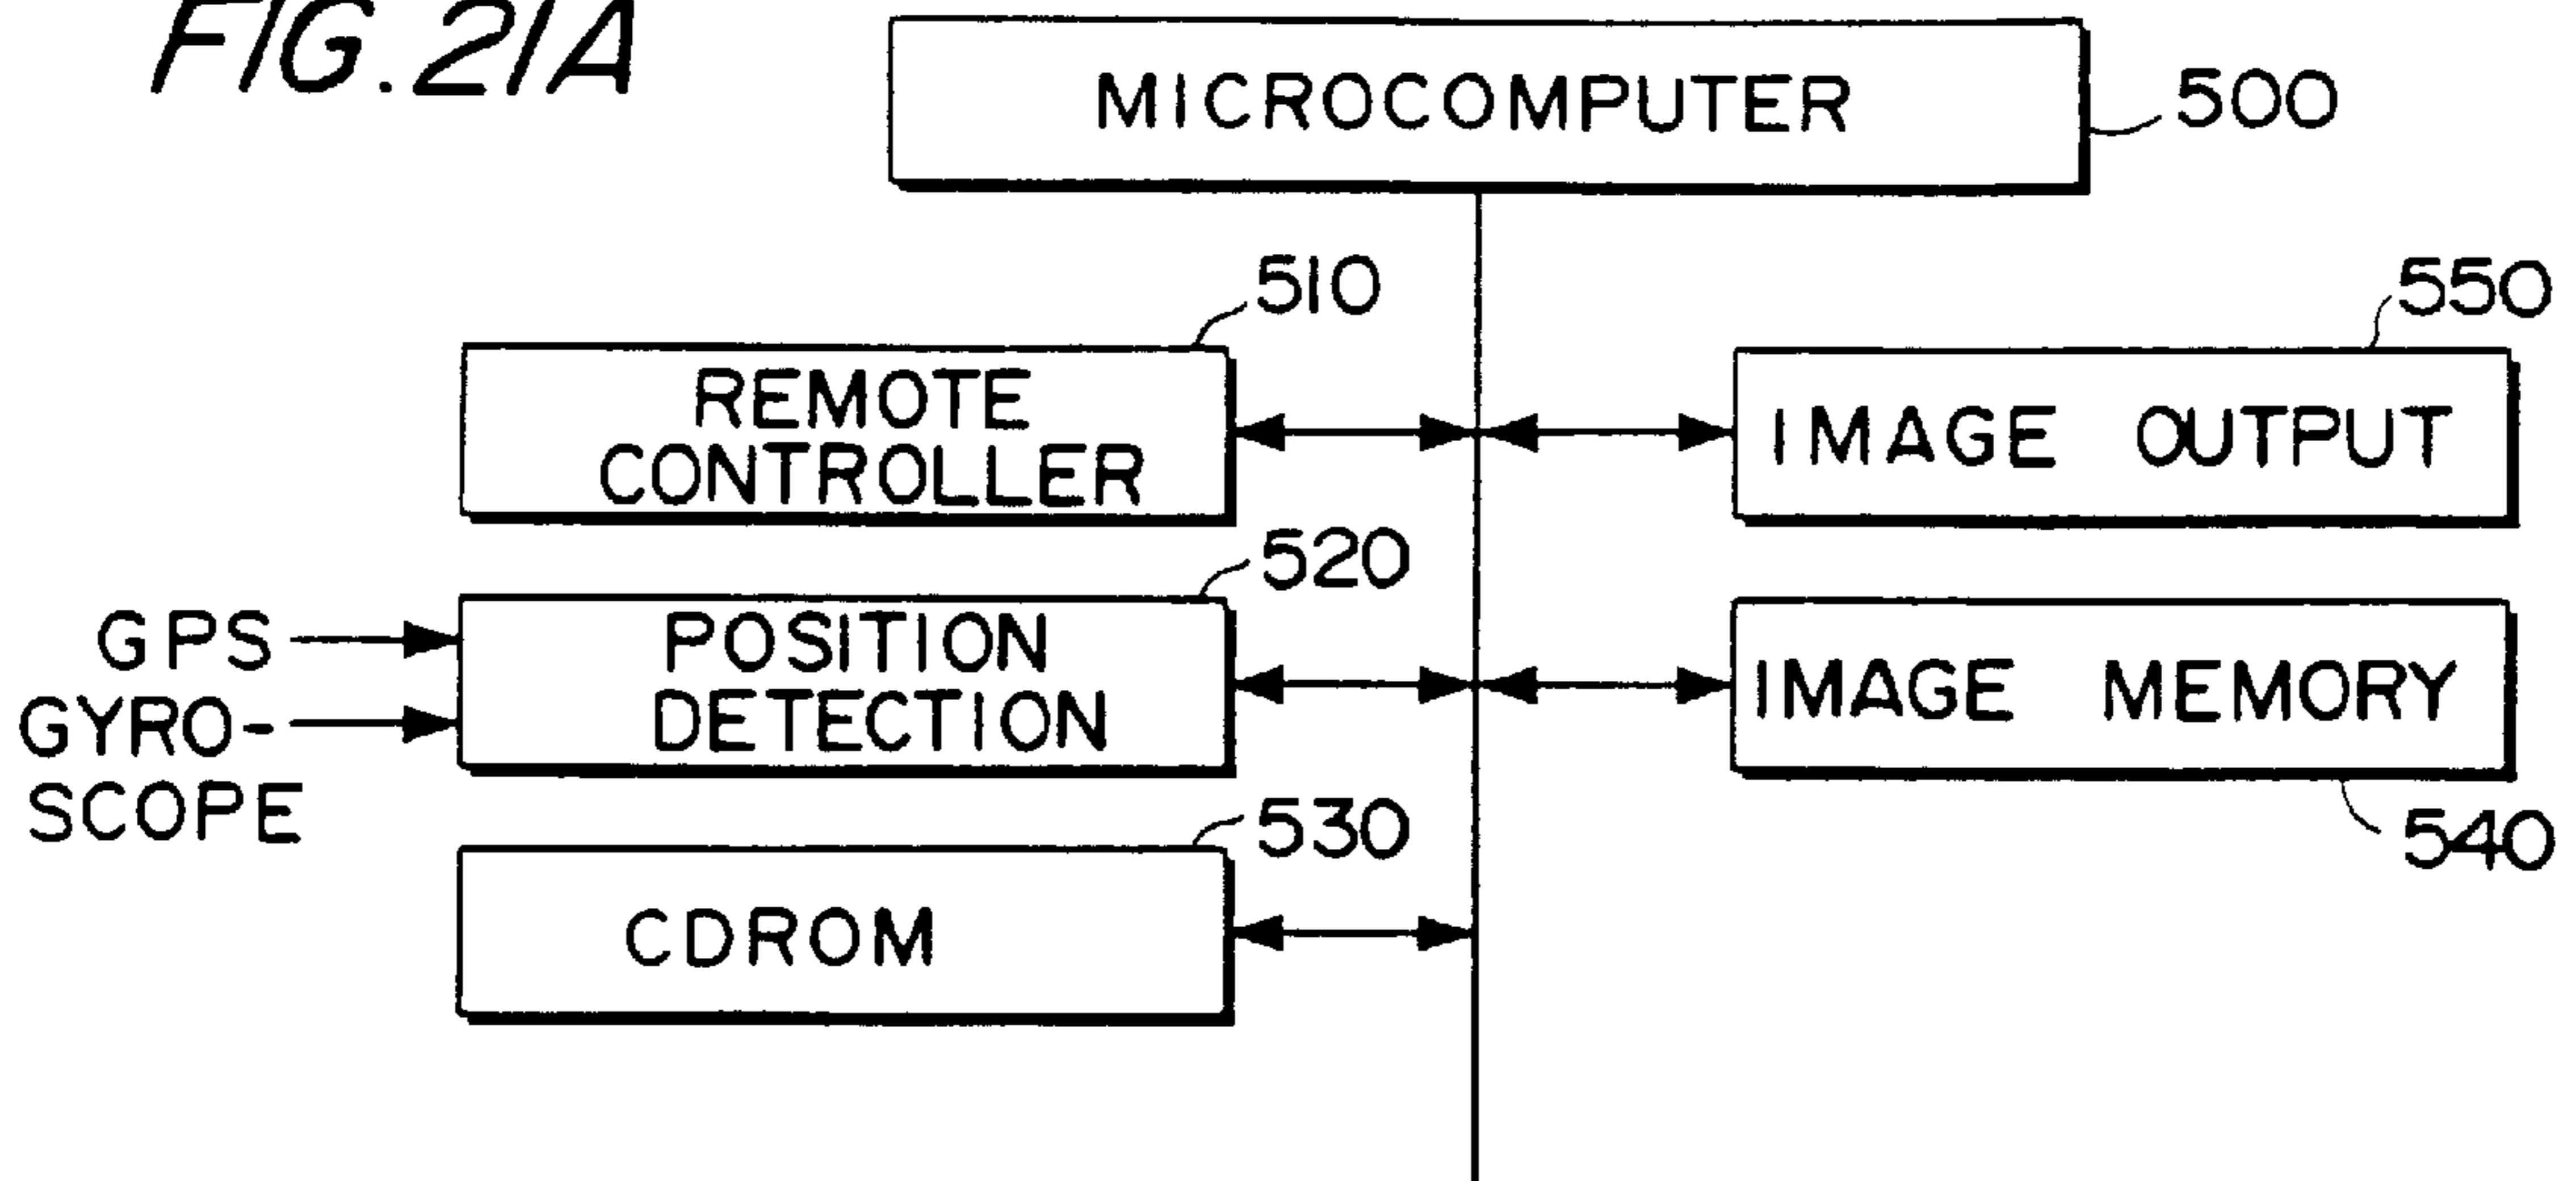 FIG.21A
MICROCOMPUTER
500
510
550
REMOTE
CONTROLLER
IMAGE OUTPUT
520
GPS
GYRO-
SCOPE
POSITION
DETECTION
IMAGE MEMORY
530
540
CDROM